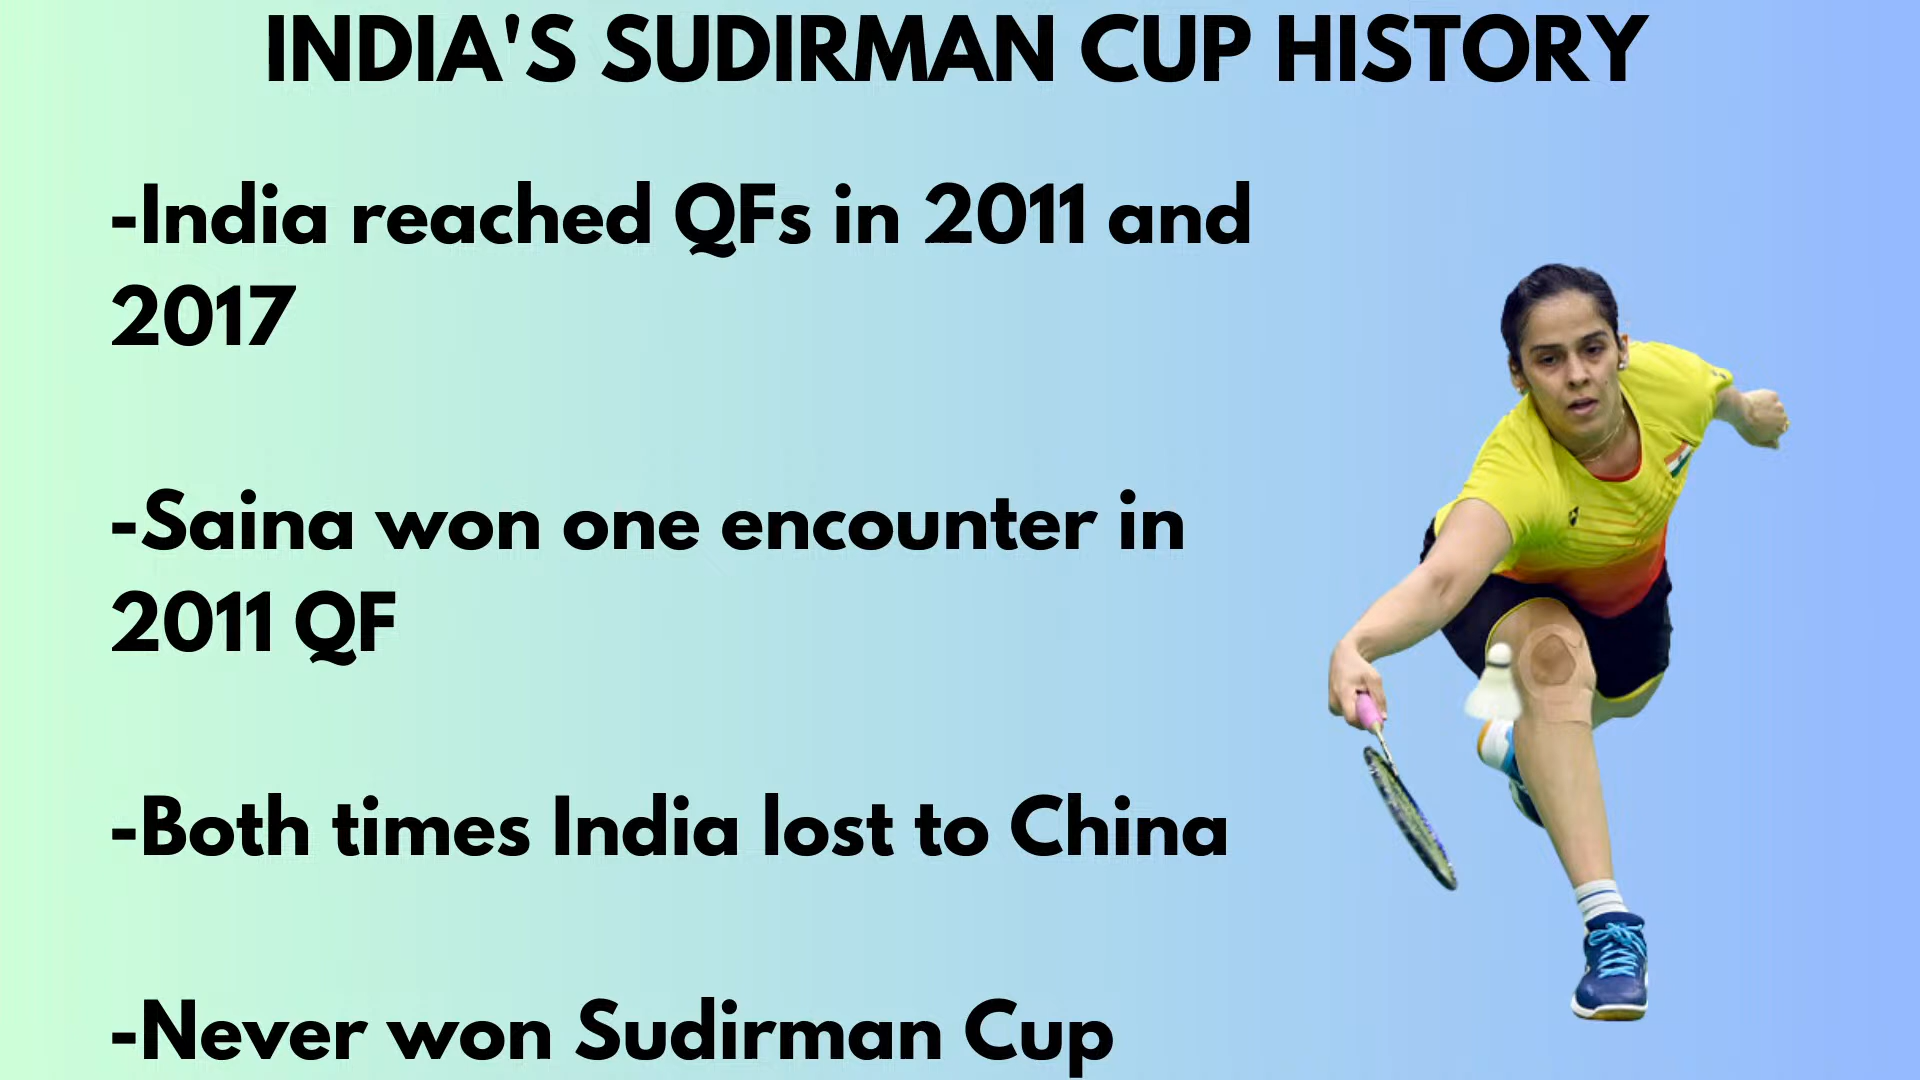 INDIA'S SUDIRMAN CUP HISTORY
-India reached QFs in 2011 and
2017
-Saina won one encounter in
2011 QF
-Both times India lost to China
-Never won Sudirman Cup